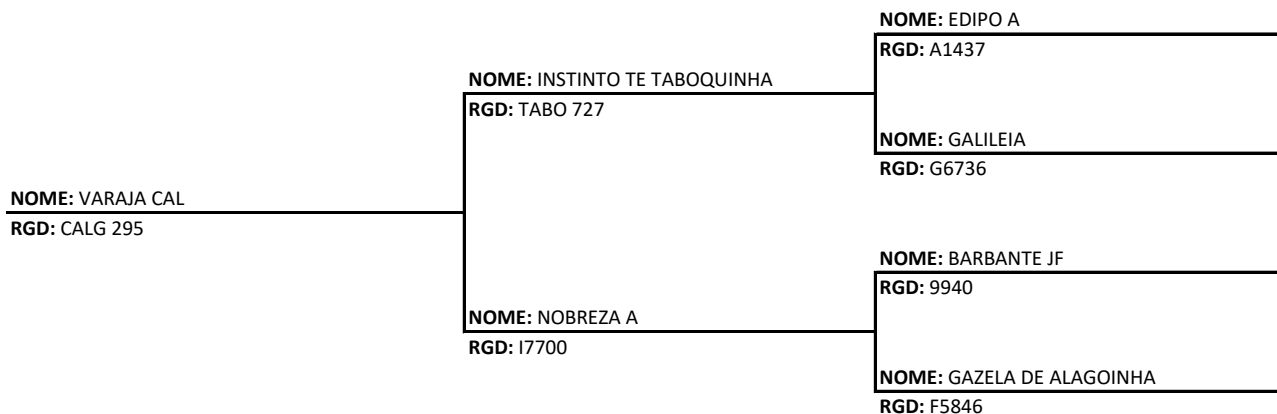 NOME: EDIPO A
RGD: A1437
NOME: INSTINTO TE TABOQUINHA
RGD: TABO 727
NOME: GALILEIA
RGD: G6736
NOME: VARAJA CAL
RGD: CALG 295
NOME: BARBANTE JF
RGD: 9940
NOME: NOBREZA A
RGD: I7700
NOME: GAZELA DE ALAGOINHA
RGD: F5846